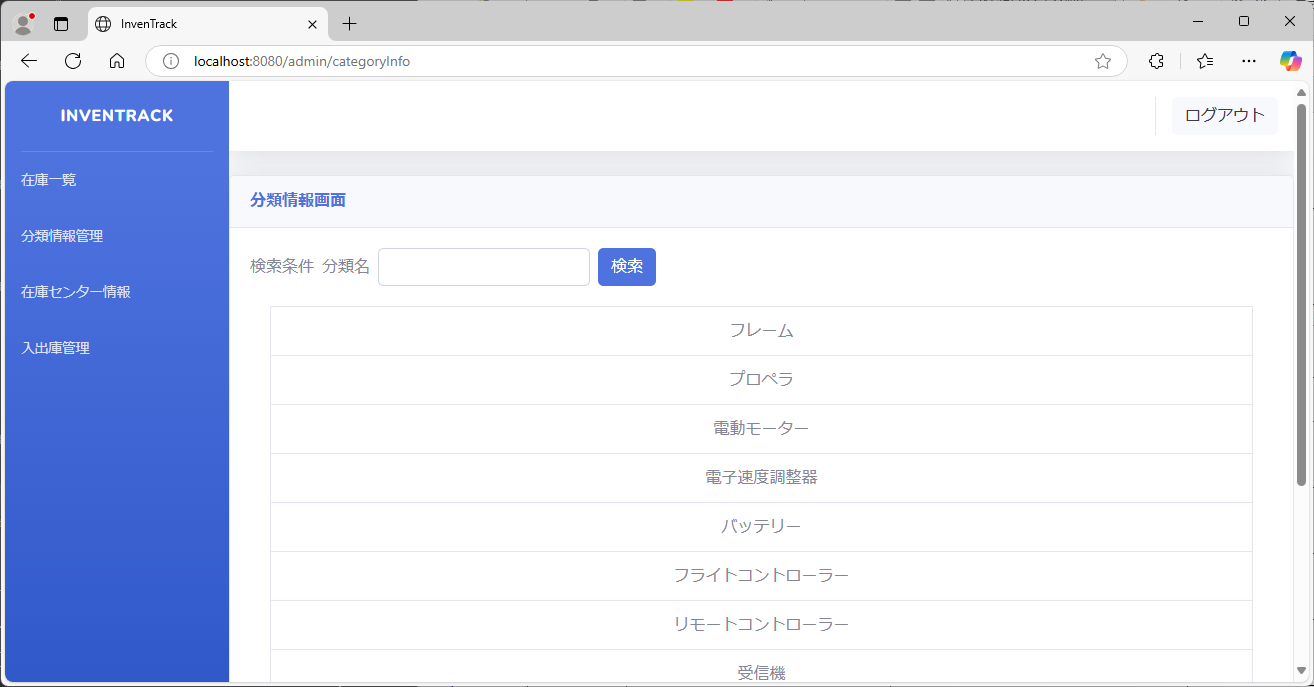 InvenTrack
localhost:8080/admin/categoryInfo
INVENTRACK
ログアウト
在庫一覧
分類情報管理
在庫センター情報
入出庫管理
分類情報画面
検索条件 分類名 検索
フレーム
プロペラ
電動モーター
電子速度調整器
バッテリー
フライトコントローラー
リモートコントローラー
受信機